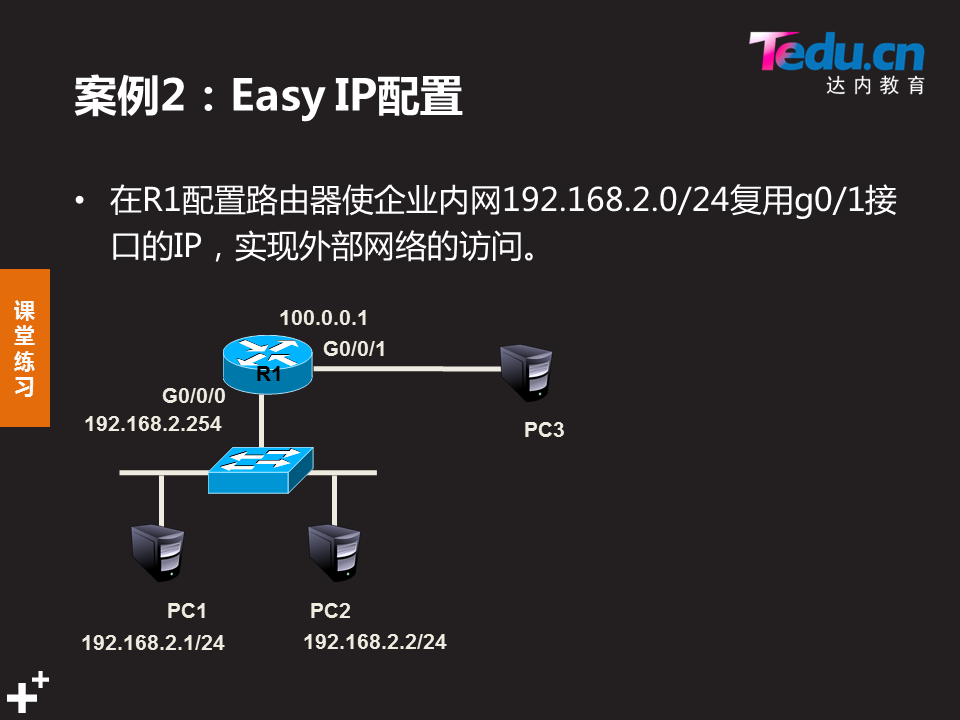 Tedu.cn
达内教育
案例2：Easy IP配置
• 在R1配置路由器使企业内网192.168.2.0/24复用g0/1接
口的IP，实现外部网络的访问。
课
堂
练
习
100.0.0.1
G0/0/1
R1
G0/0/0
192.168.2.254
PC3
PC1
PC2
192.168.2.1/24
192.168.2.2/24